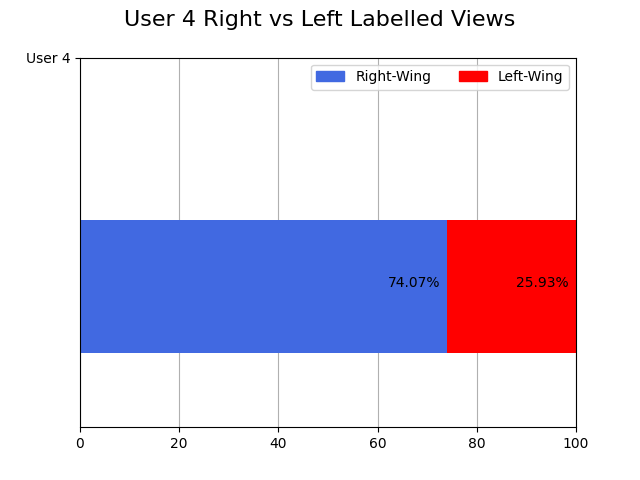 User 4 Right vs Left Labelled Views
User 4
Right-Wing Left-Wing
74.07% 25.93%
0 20 40 60 80 100